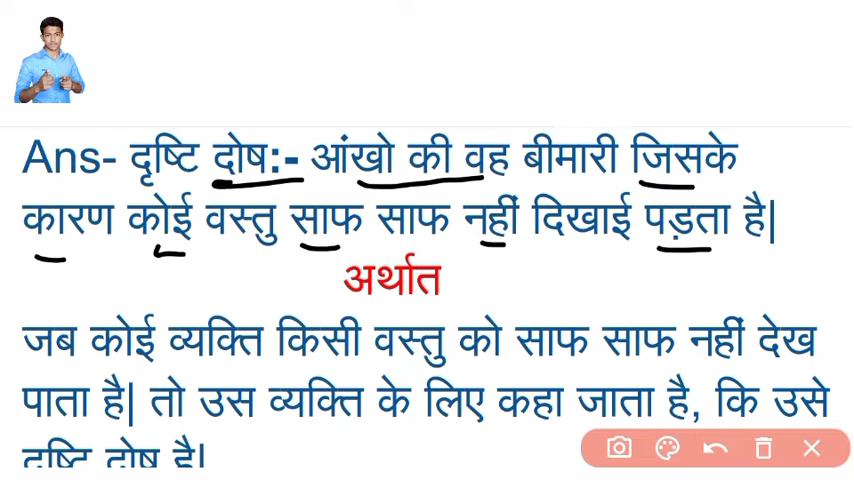 Ans- दृष्टि दोष:- आंखो की वह बीमारी जिसके
कारण कोई वस्तु साफ साफ नहीं दिखाई पड़ता है|
अर्थात
जब कोई व्यक्ति किसी वस्तु को साफ साफ नहीं देख
पाता है| तो उस व्यक्ति के लिए कहा जाता है, कि उसे
दृष्टि दोष है|